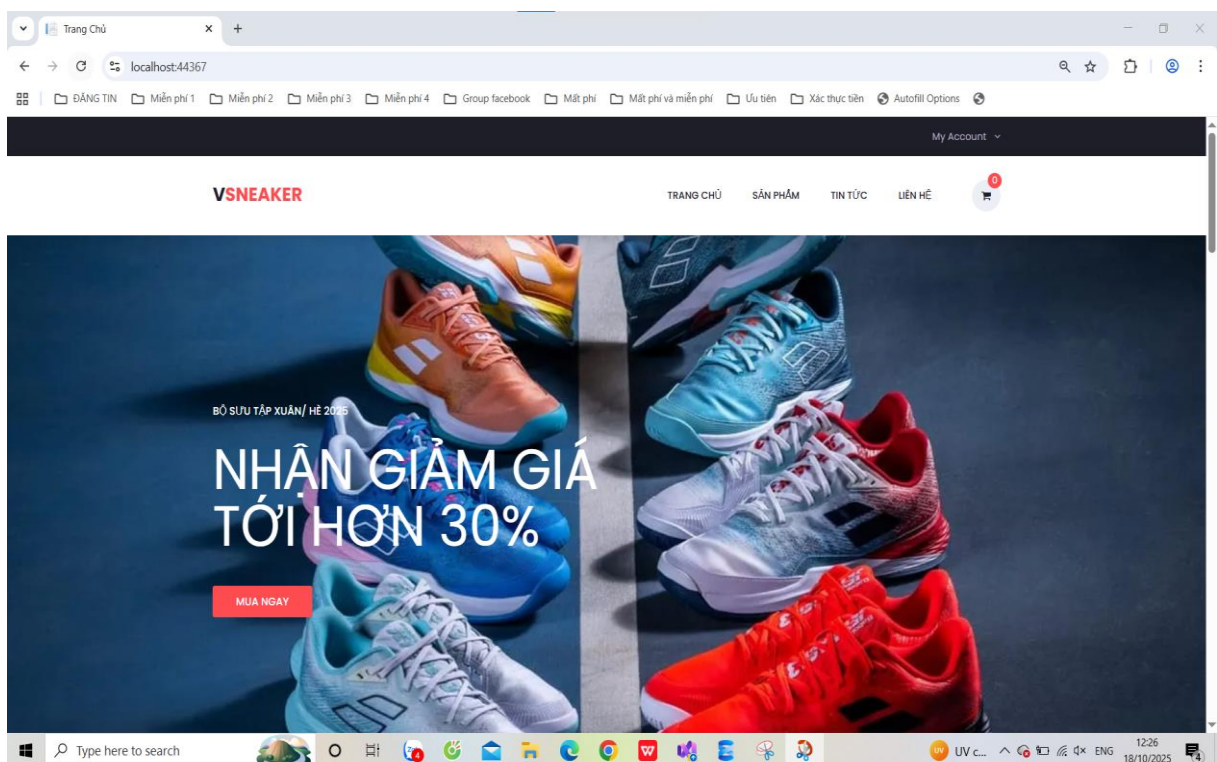 Trang Chủ
localhost:44367
ĐĂNG TIN Miễn phí 1 Miễn phí 2 Miễn phí 3 Miễn phí 4 Group facebook Mất phí Mất phí và miễn phí Ưu tiên Xác thực tiền Autofill Options
My Account
VSNEAKER
TRANG CHỦ SẢN PHẨM TIN TỨC LIÊN HỆ 0
BỘ SƯU TẬP XUÂN/ HÈ 2025
NHẬN GIẢM GIÁ
TỚI HƠN 30%
MUA NGAY
Type here to search
UV UV c... ENG
12:26
18/10/2025